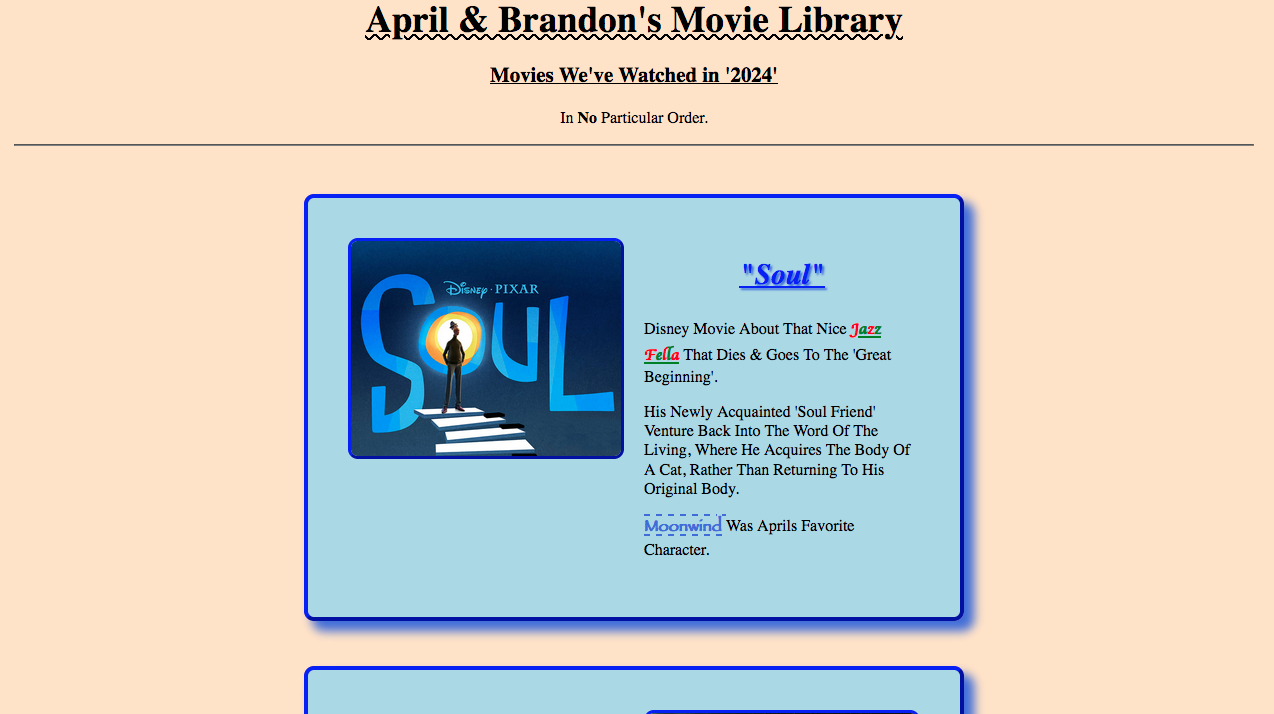 April & Brandon's Movie Library
Movies We've Watched in '2024'
In No Particular Order.
Disney · PIXAR
SOUL
"Soul"
Disney Movie About That Nice Jazz
Fella That Dies & Goes To The 'Great
Beginning'.
His Newly Acquainted 'Soul Friend'
Venture Back Into The Word Of The
Living, Where He Acquires The Body Of
A Cat, Rather Than Returning To His
Original Body.
Moonwind Was Aprils Favorite
Character.